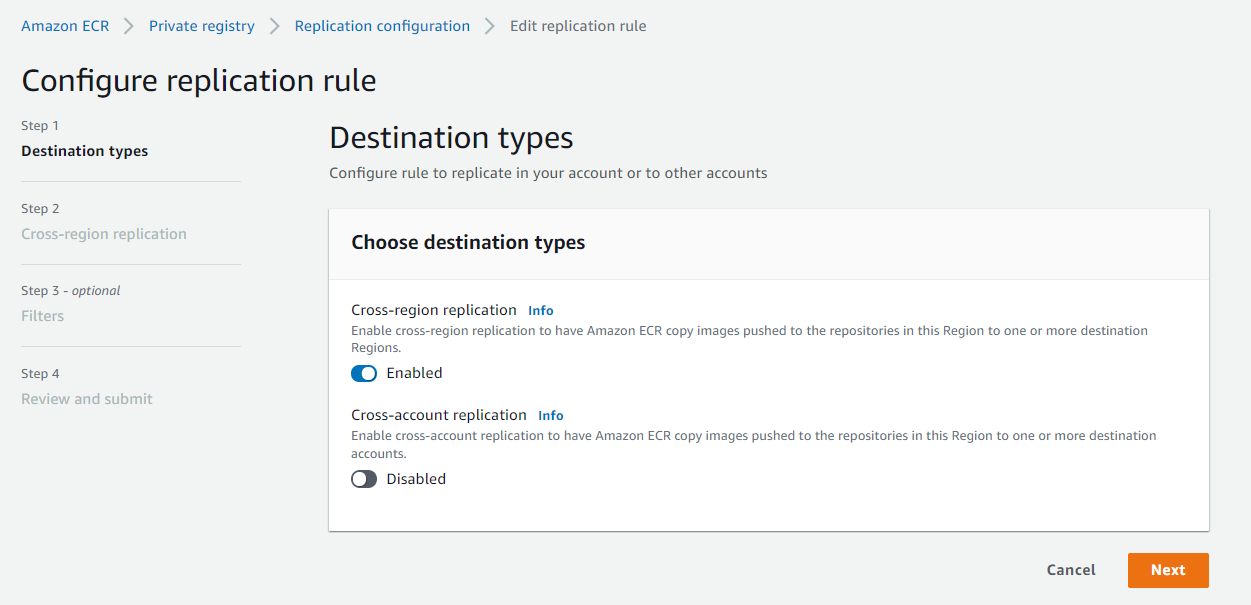 Amazon ECR > Private registry > Replication configuration > Edit replication rule
Configure replication rule
Step 1
Destination types
Step 2
Cross-region replication
Step 3 - optional
Filters
Step 4
Review and submit
Destination types
Configure rule to replicate in your account or to other accounts
Choose destination types
Cross-region replication Info
Enable cross-region replication to have Amazon ECR copy images pushed to the repositories in this Region to one or more destination
Regions.
Enabled
Cross-account replication Info
Enable cross-account replication to have Amazon ECR copy images pushed to the repositories in this Region to one or more destination
accounts.
Disabled
Cancel Next